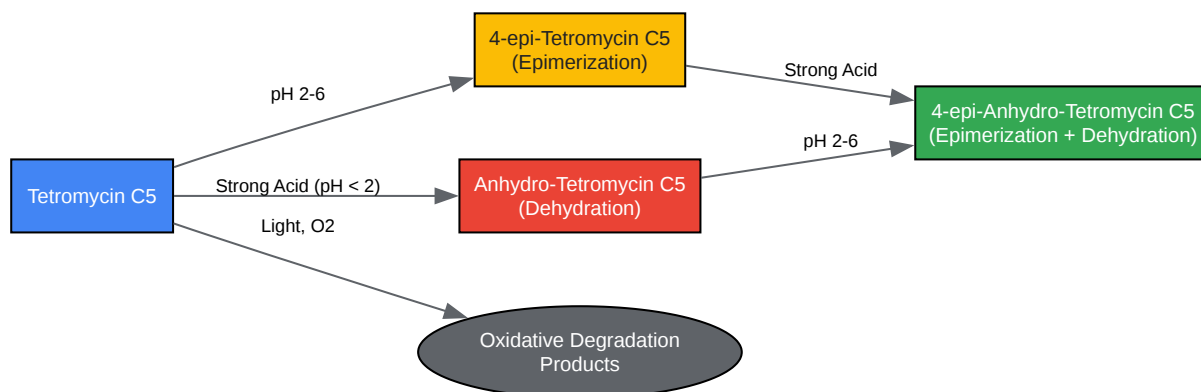 4-epi-Tetromycin C5
(Epimerization)
Strong Acid
pH 2-6
4-epi-Anhydro-Tetromycin C5
(Epimerization + Dehydration)
pH 2-6
Tetromycin C5
Strong Acid (pH < 2)
Anhydro-Tetromycin C5
(Dehydration)
Light, O2
Oxidative Degradation
Products